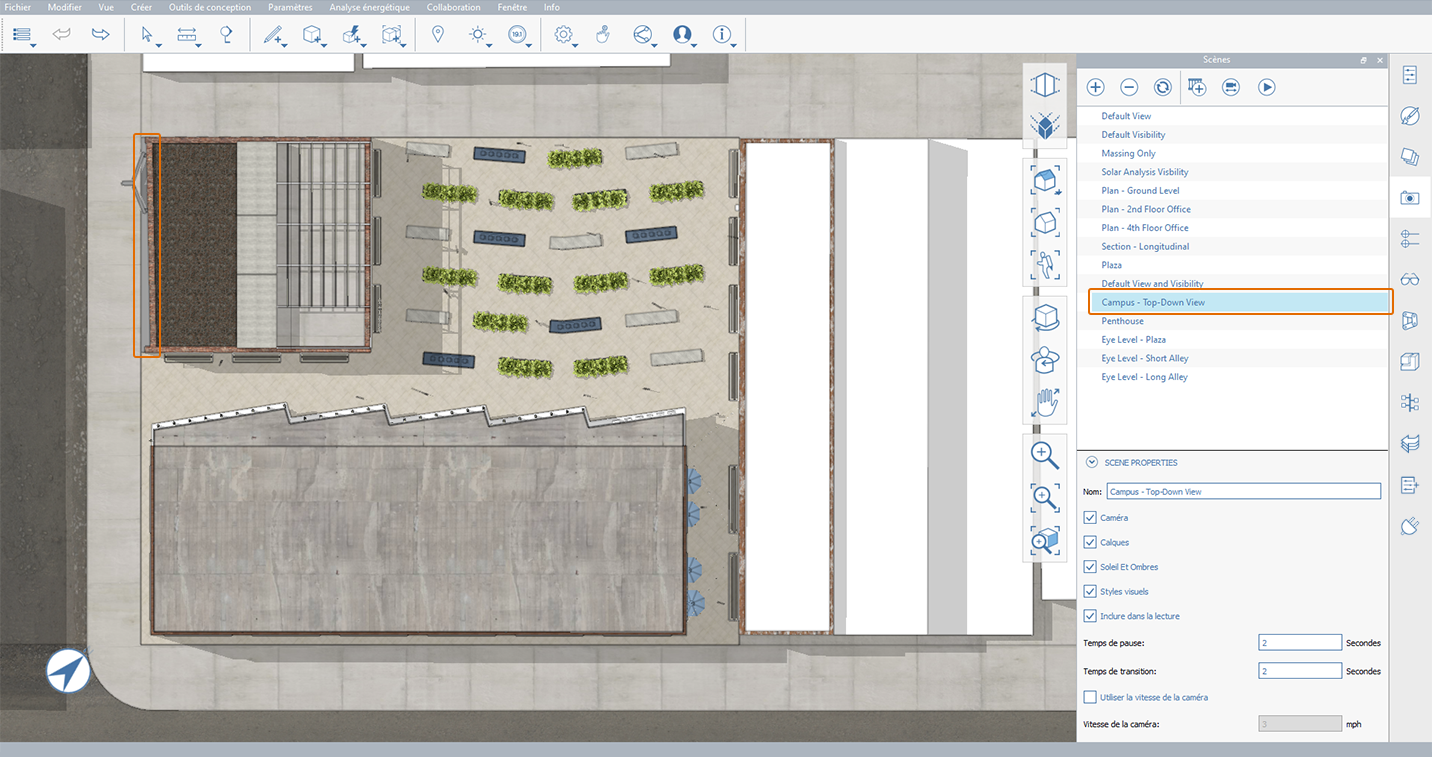 Fichier Modifier Vue Créer Outils de conception Paramètres Analyse énergétique Collaboration Fenêtre Info
19.1
Scènes
Default View
Default Visibility
Massing Only
Solar Analysis Visbility
Plan - Ground Level
Plan - 2nd Floor Office
Plan - 4th Floor Office
Section - Longitudinal
Plaza
Default View and Visibility
Campus - Top-Down View
Penthouse
Eye Level - Plaza
Eye Level - Short Alley
Eye Level - Long Alley
SCENE PROPERTIES
Nom: Campus - Top-Down View
Caméra
Calques
Soleil Et Ombres
Styles visuels
Inclure dans la lecture
Temps de pause: 2 Secondes
Temps de transition: 2 Secondes
Utiliser la vitesse de la caméra
Vitesse de la caméra: 3 mph